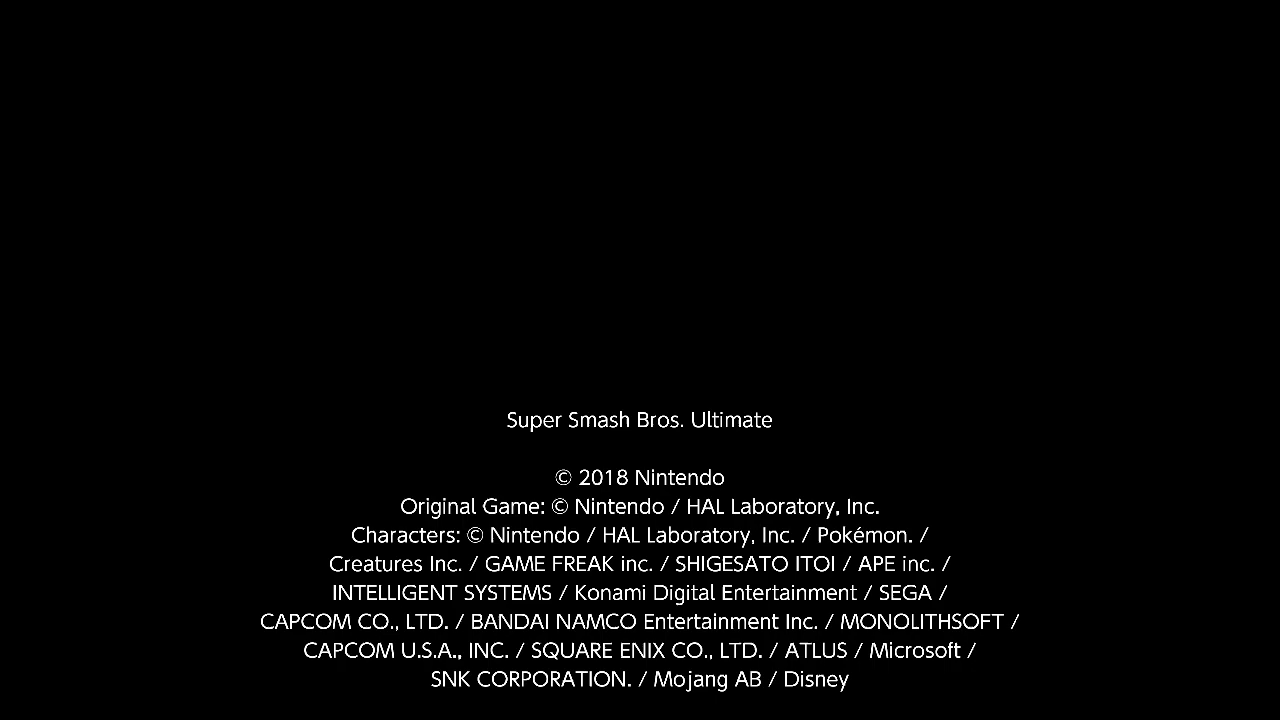 Super Smash Bros. Ultimate
© 2018 Nintendo
Original Game: © Nintendo / HAL Laboratory, Inc.
Characters: © Nintendo / HAL Laboratory, Inc. / Pokémon. /
Creatures Inc. / GAME FREAK inc. / SHIGESATO ITOI / APE inc. /
INTELLIGENT SYSTEMS / Konami Digital Entertainment / SEGA /
CAPCOM CO., LTD. / BANDAI NAMCO Entertainment Inc. / MONOLITHSOFT /
CAPCOM U.S.A., INC. / SQUARE ENIX CO., LTD. / ATLUS / Microsoft /
SNK CORPORATION. / Mojang AB / Disney